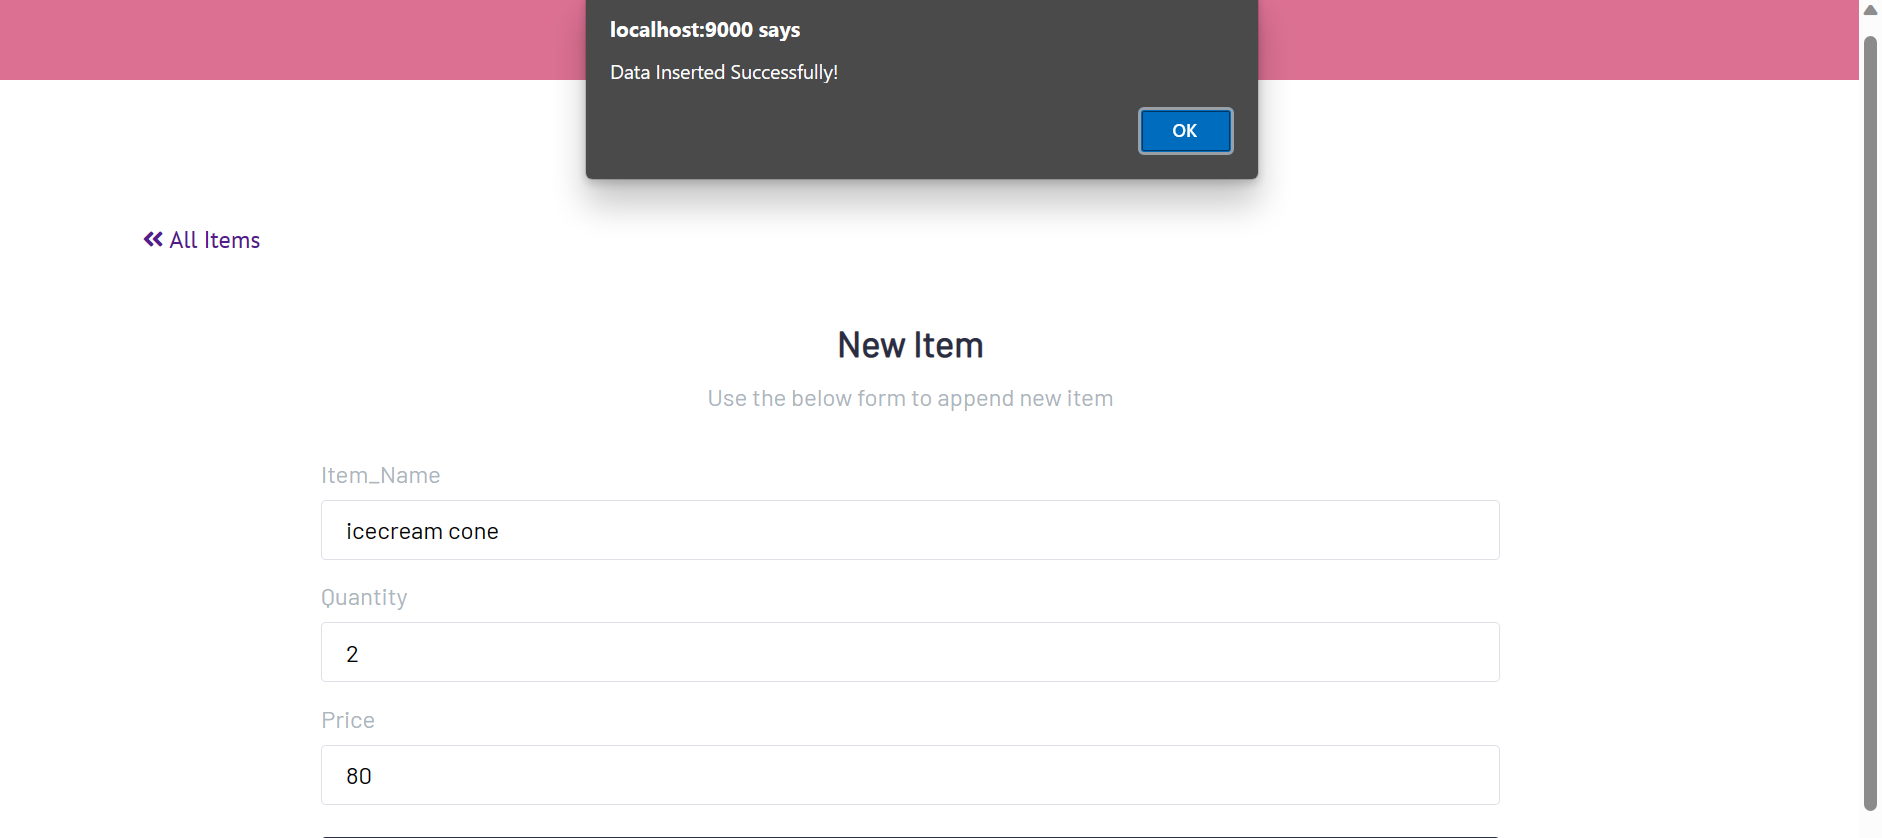 localhost:9000 says
Data Inserted Successfully!
OK
All Items
New Item
Use the below form to append new item
Item_Name
icecream cone
Quantity
2
Price
80